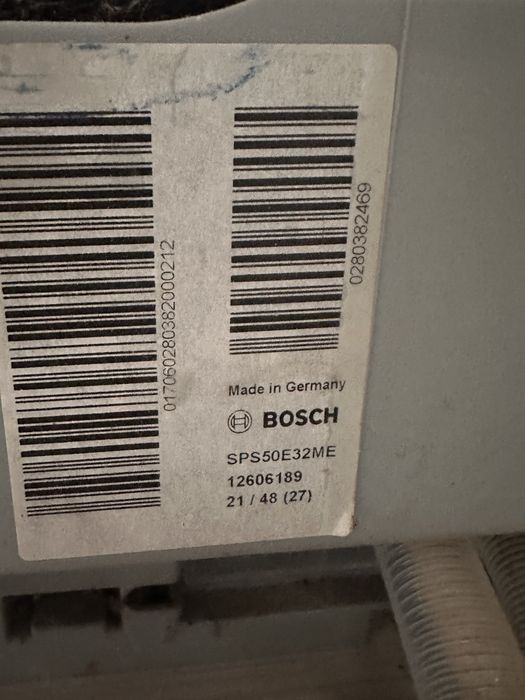 017060280382000212
0280382469
Made in Germany
BOSCH
SPS50E32ME
12606189
21 / 48 (27)